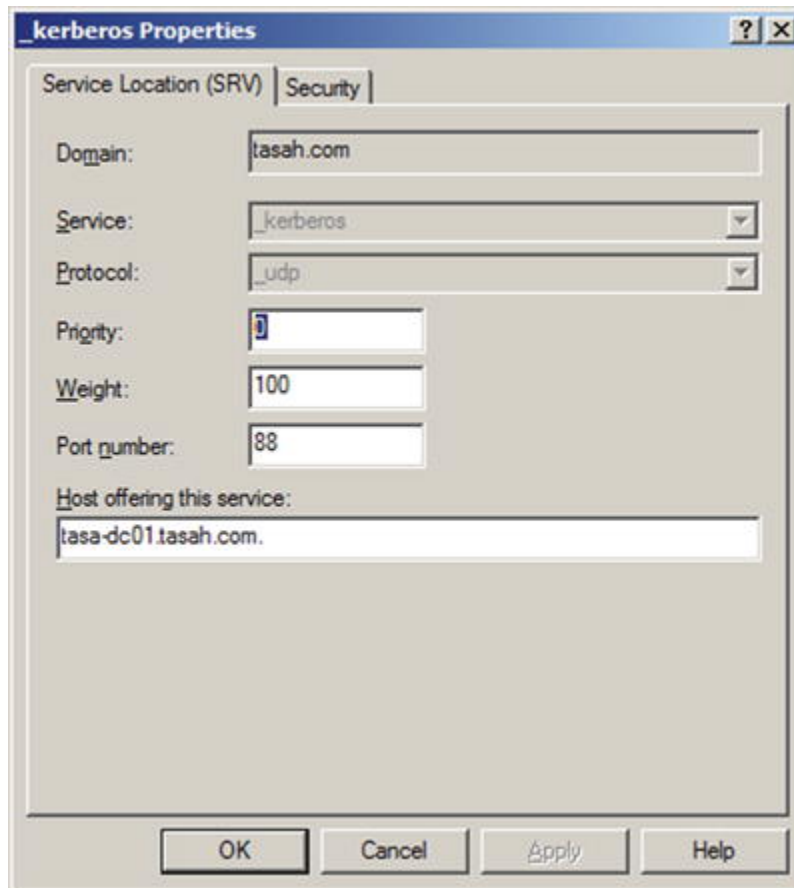 _kerberos Properties
Service Location (SRV) Security
Domain: tasah.com
Service: _kerberos
Protocol: _udp
Priority: 0
Weight: 100
Port number: 88
Host offering this service:
tasa-dc01.tasah.com.
OK Cancel Apply Help